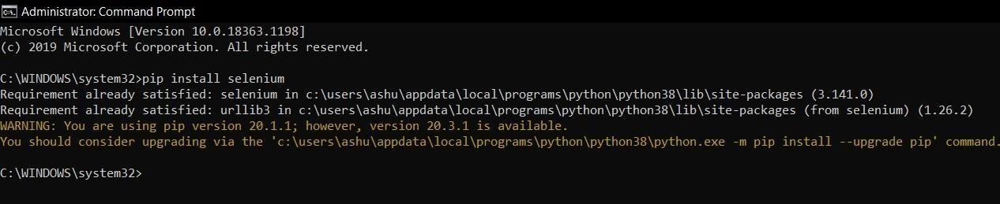 Administrator: Command Prompt
Microsoft Windows [Version 10.0.18363.1198]
(c) 2019 Microsoft Corporation. All rights reserved.
C:\WINDOWS\system32>pip install selenium
Requirement already satisfied: selenium in c:\users\ashu\appdata\local\programs\python\python38\lib\site-packages (3.141.0)
Requirement already satisfied: urllib3 in c:\users\ashu\appdata\local\programs\python\python38\lib\site-packages (from selenium) (1.26.2)
WARNING: You are using pip version 20.1.1; however, version 20.3.1 is available.
You should consider upgrading via the 'c:\users\ashu\appdata\local\programs\python\python38\python.exe -m pip install --upgrade pip' command.
C:\WINDOWS\system32>